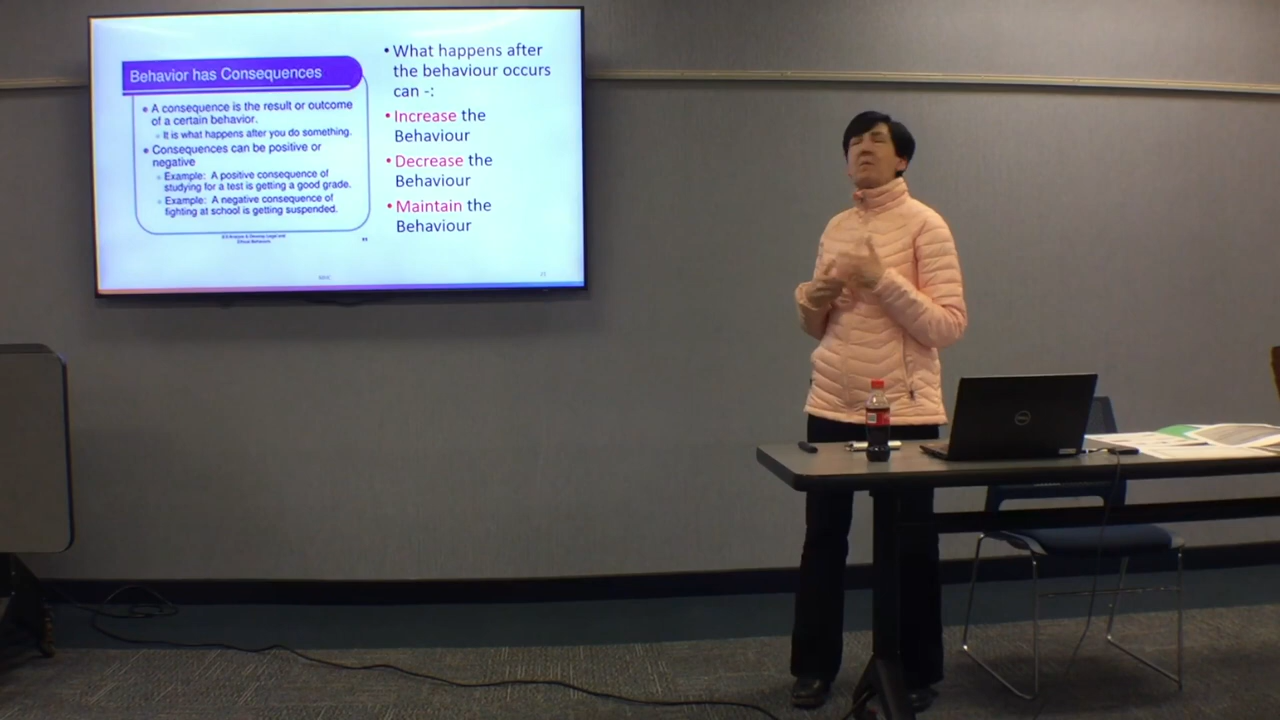 Behavior has Consequences
• A consequence is the result or outcome
of a certain behavior.
• It is what happens after you do something.
• Consequences can be positive or
negative
• Example: A positive consequence of
studying for a test is getting a good grade.
• Example: A negative consequence of
fighting at school is getting suspended.
• What happens after
the behaviour occurs
can -:
• Increase the
Behaviour
• Decrease the
Behaviour
• Maintain the
Behaviour
DELL